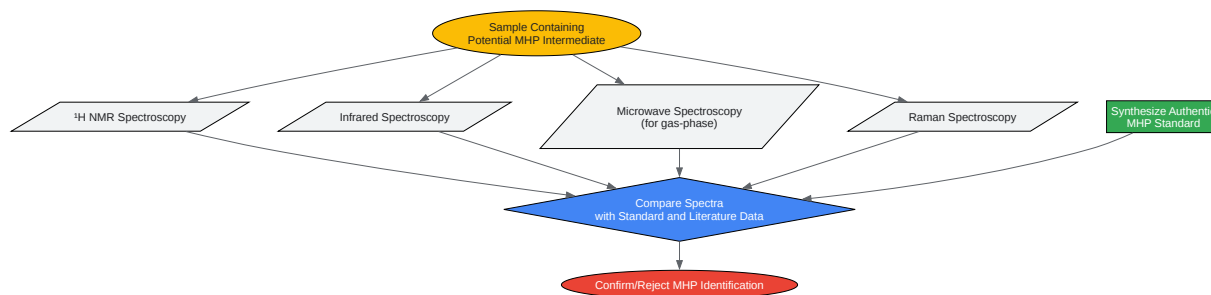 Sample Containing
Potential MHP Intermediate
¹H NMR Spectroscopy
Infrared Spectroscopy
Microwave Spectroscopy
(for gas-phase)
Raman Spectroscopy
Synthesize Authentic
MHP Standard
Compare Spectra
with Standard and Literature Data
Confirm/Reject MHP Identification